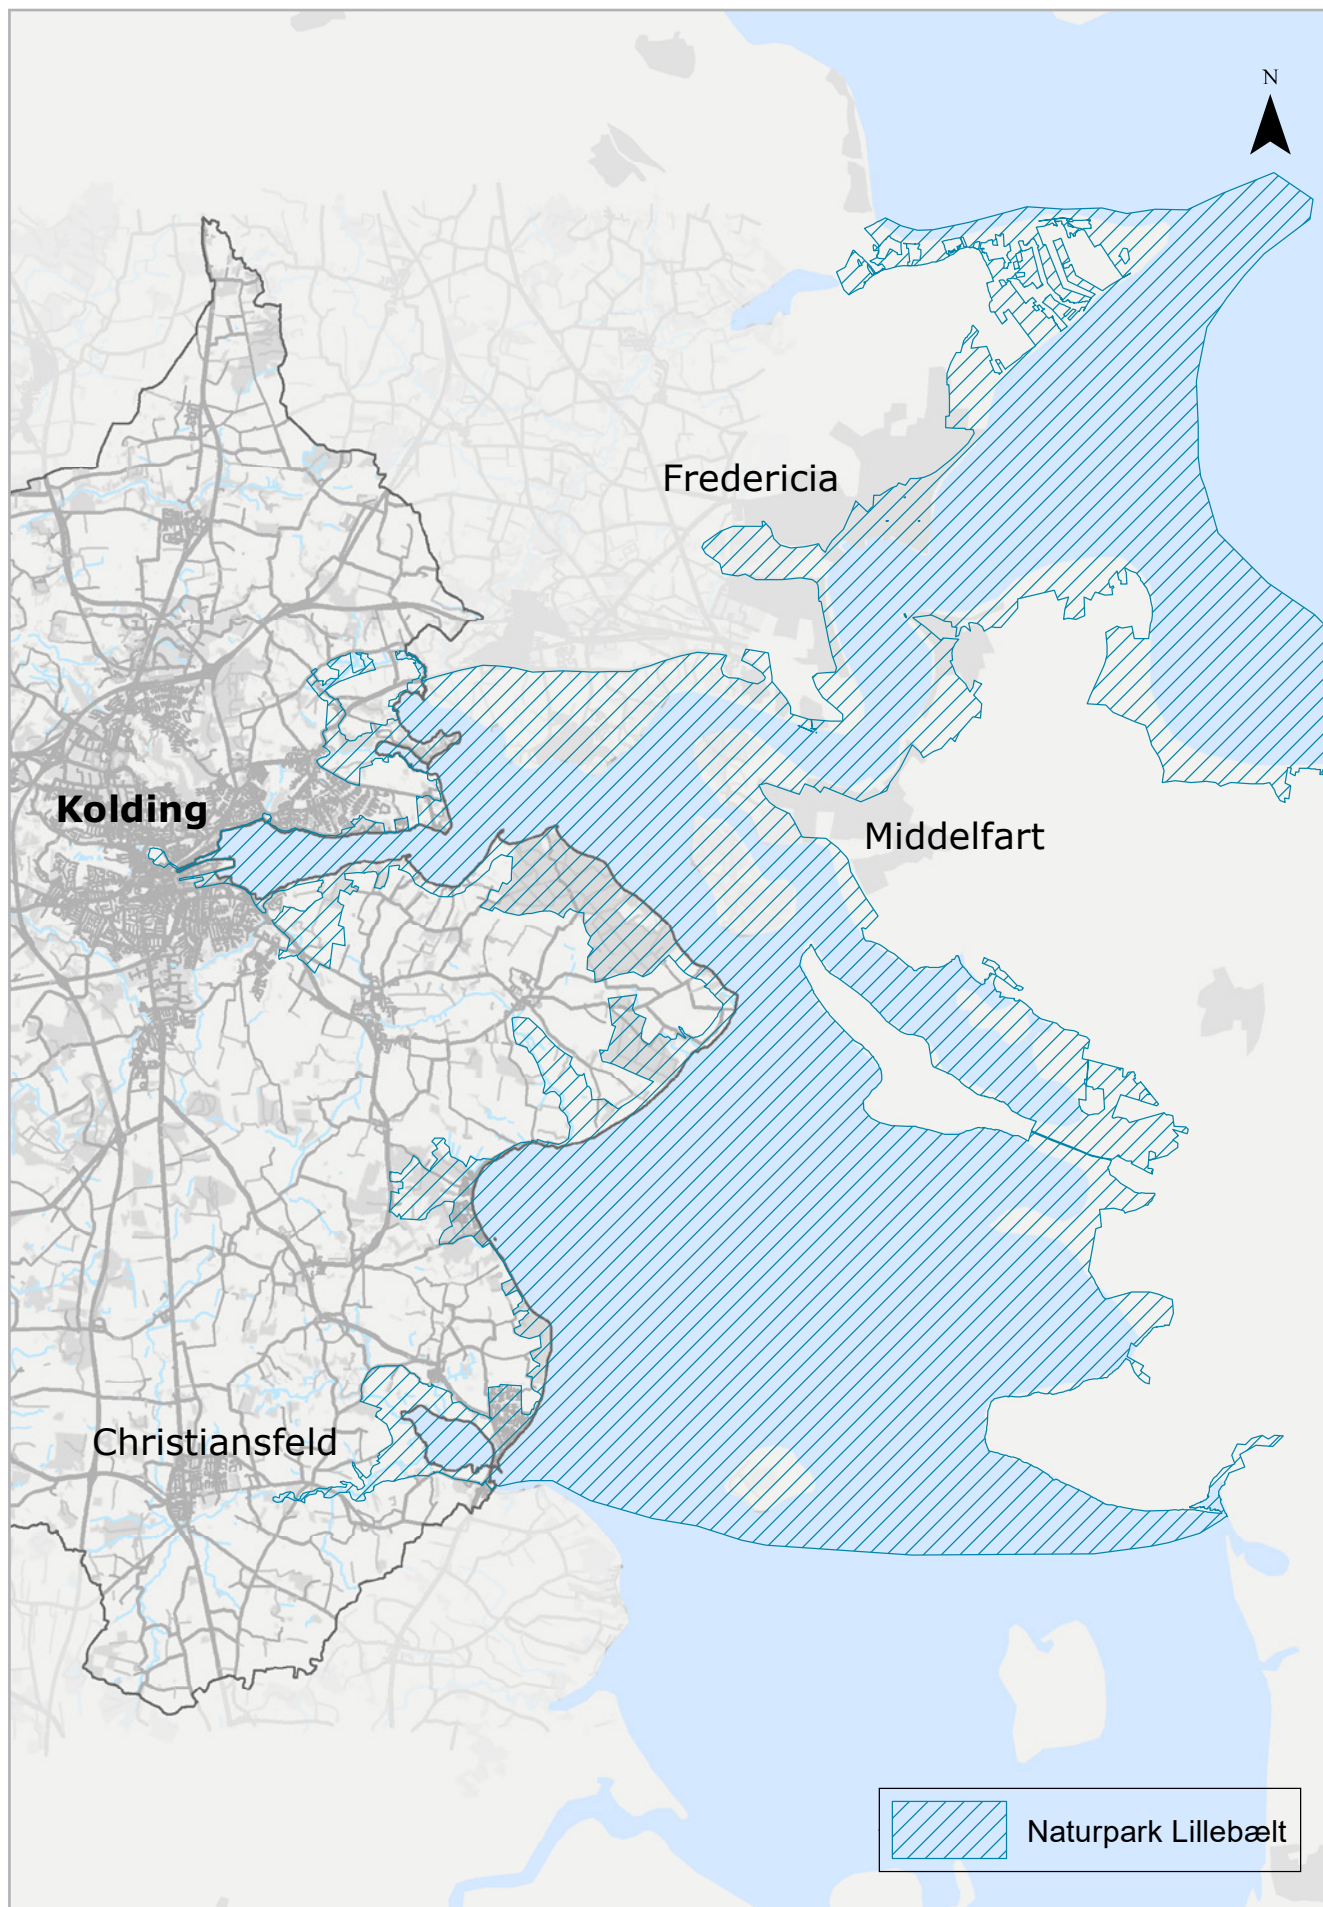 N
Fredericia
Kolding
Middelfart
Christiansfeld
Naturpark Lillebælt